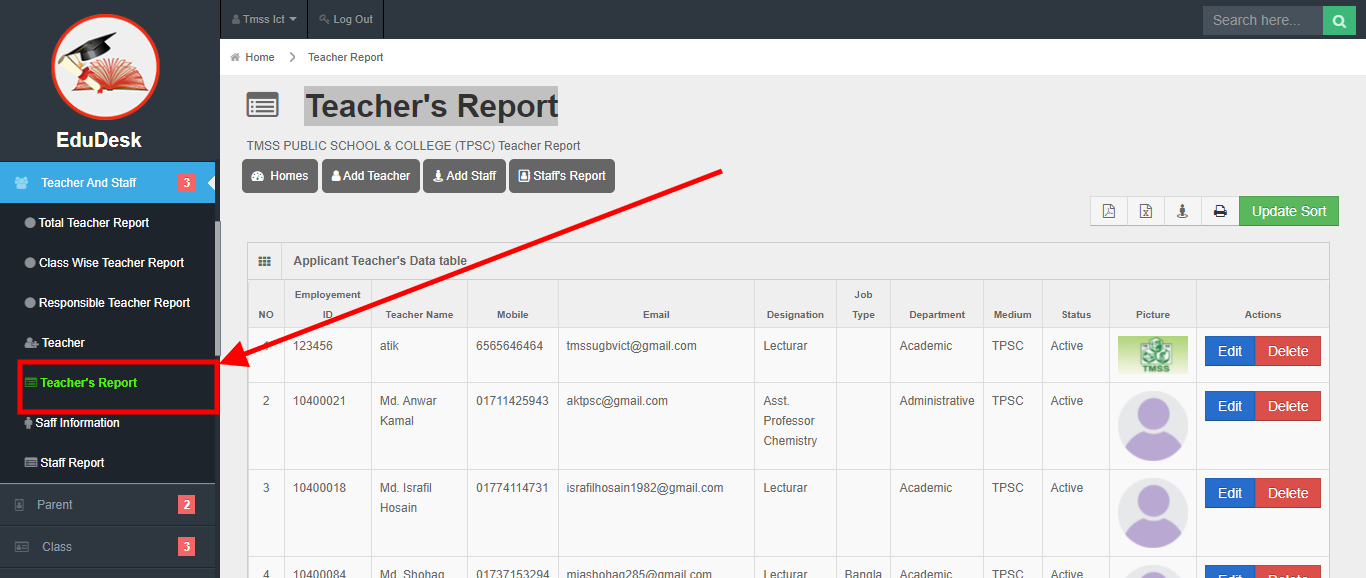 Tmss Ict
Log Out
Search here...
EduDesk
Home
Teacher Report
Teacher's Report
TMSS PUBLIC SCHOOL & COLLEGE (TPSC) Teacher Report
Homes
Add Teacher
Add Staff
Staff's Report
Update Sort
Teacher And Staff 3
Total Teacher Report
Class Wise Teacher Report
Responsible Teacher Report
Teacher
Teacher's Report
Saff Information
Staff Report
Parent 2
Class 3
Applicant Teacher's Data table
NO Employement ID Teacher Name Mobile Email Designation Job Type Department Medium Status Picture Actions
1 123456 atik 6565646464 tmssugbvict@gmail.com Lecturar Academic TPSC Active TMSS Edit Delete
2 10400021 Md. Anwar 01711425943 aktpsc@gmail.com Asst. Administrative TPSC Active Edit Delete
Kamal Professor
Chemistry
3 10400018 Md. Israfil 01774114731 israfilhosain1982@gmail.com Lecturar Academic TPSC Active Edit Delete
Hosain
4 10400084 Md. Shohag 01737153294 miashohag285@gmail.com Lecturar Bangla Academic TPSC Active Edit Delete